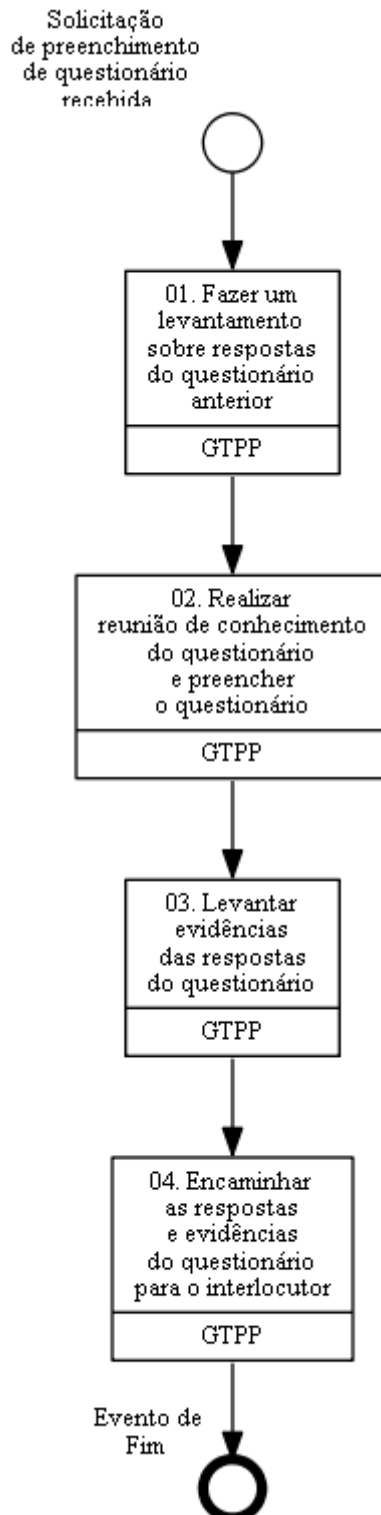 Solicitação
de preenchimento
de questionário
recebida
01. Fazer um
levantamento
sobre respostas
do questionário
anterior
GTPP
02. Realizar
reunião de conhecimento
do questionário
e preencher
o questionário
GTPP
03. Levantar
evidências
das respostas
do questionário
GTPP
04. Encaminhar
as respostas
e evidências
do questionário
para o interlocutor
GTPP
Evento de
Fim